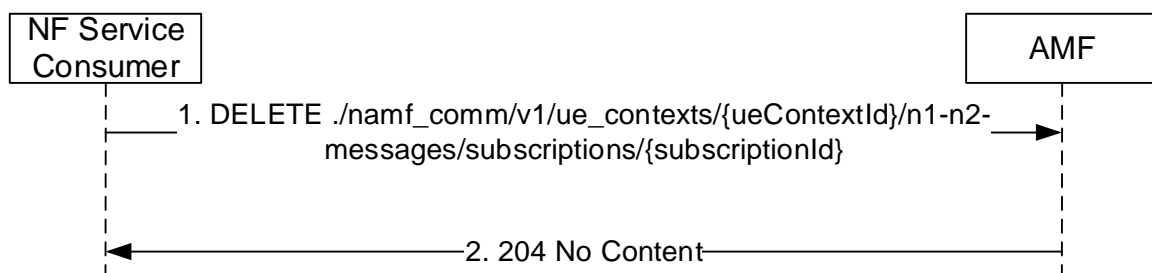 NF Service
Consumer
AMF
1. DELETE ./namf_comm/v1/ue_contexts/{ueContextId}/n1-n2-
messages/subscriptions/{subscriptionId}
2. 204 No Content